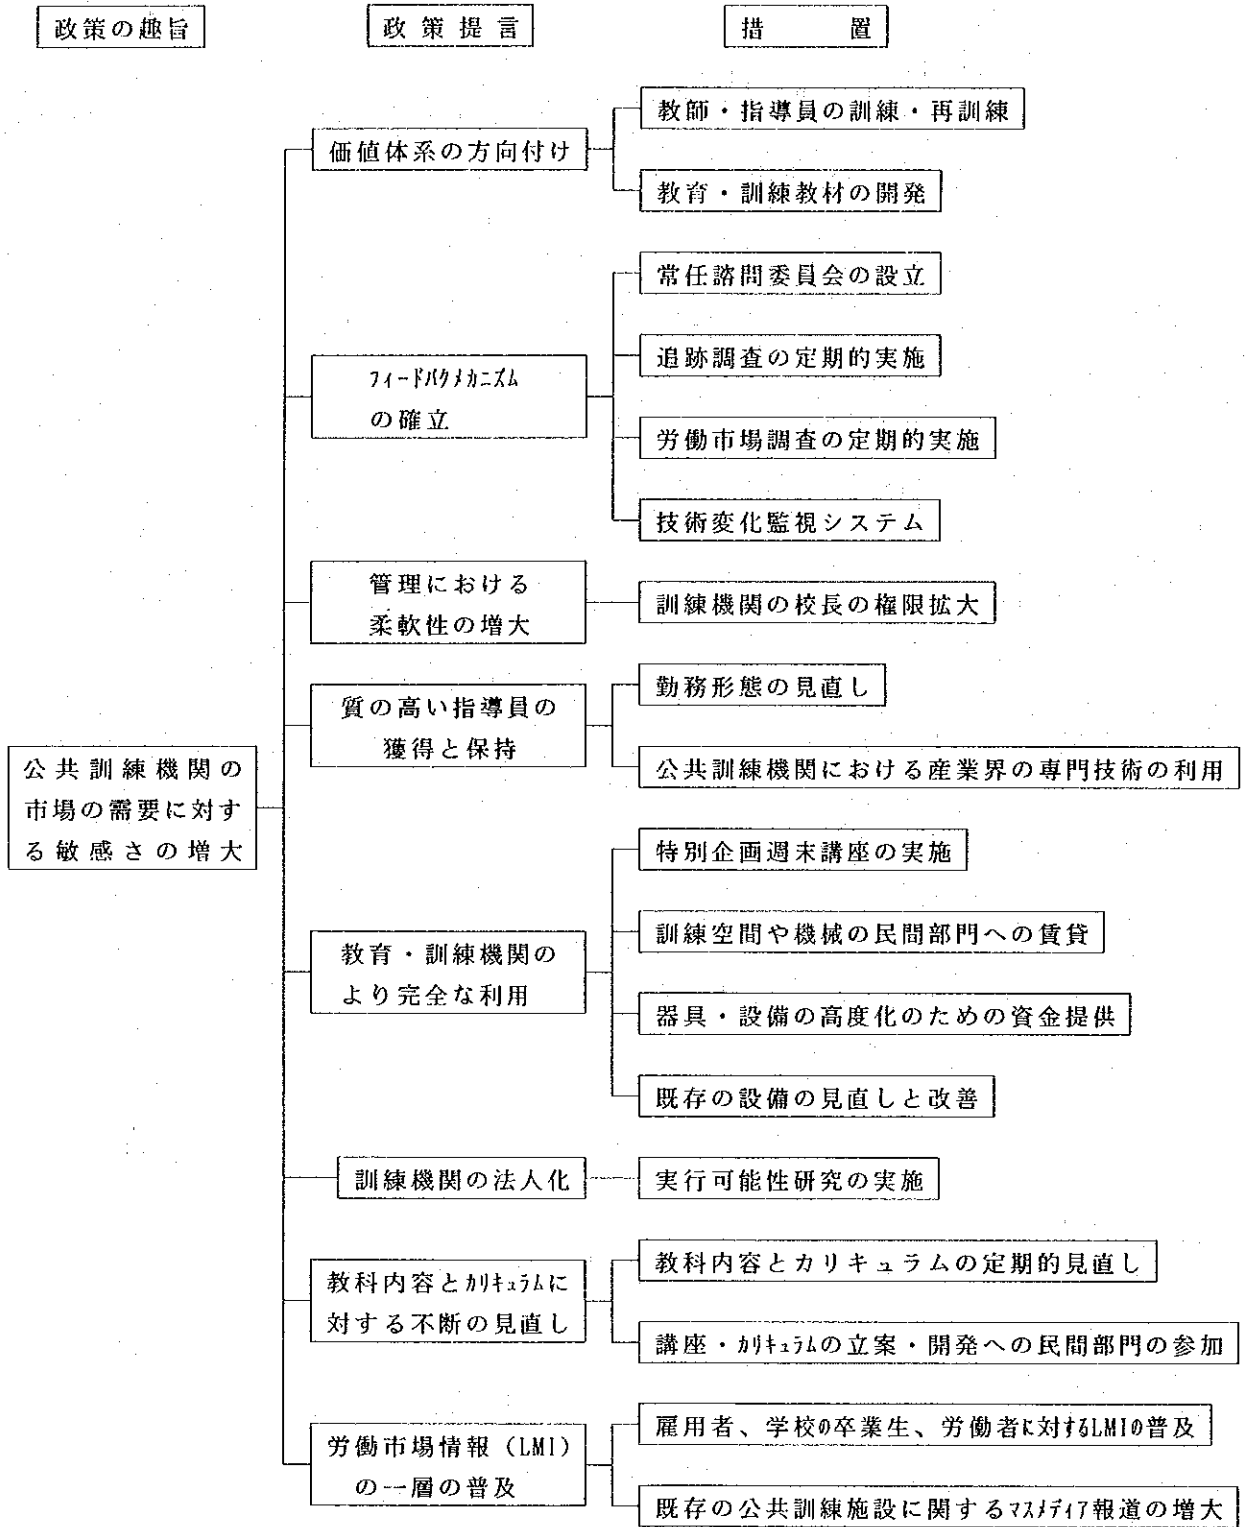 政策の趣旨
政策提言
措置
価値体系の方向付け
教師・指導員の訓練・再訓練
教育・訓練教材の開発
フィードバクメカニズム
の確立
常任諮問委員会の設立
追跡調査の定期的実施
労働市場調査の定期的実施
技術変化監視システム
管理における
柔軟性の増大
訓練機関の校長の権限拡大
質の高い指導員の
獲得と保持
勤務形態の見直し
公共訓練機関における産業界の専門技術の利用
公共訓練機関の
市場の需要に対す
る敏感さの増大
教育・訓練機関の
より完全な利用
特別企画週末講座の実施
訓練空間や機械の民間部門への賃貸
器具・設備の高度化のための資金提供
既存の設備の見直しと改善
訓練機関の法人化
実行可能性研究の実施
教科内容とカリキュラムに
対する不断の見直し
教科内容とカリキュラムの定期的見直し
講座・カリキュラムの立案・開発への民間部門の参加
労働市場情報(LMI)
の一層の普及
雇用者、学校の卒業生、労働者に対するLMIの普及
既存の公共訓練施設に関するマスメディア報道の増大